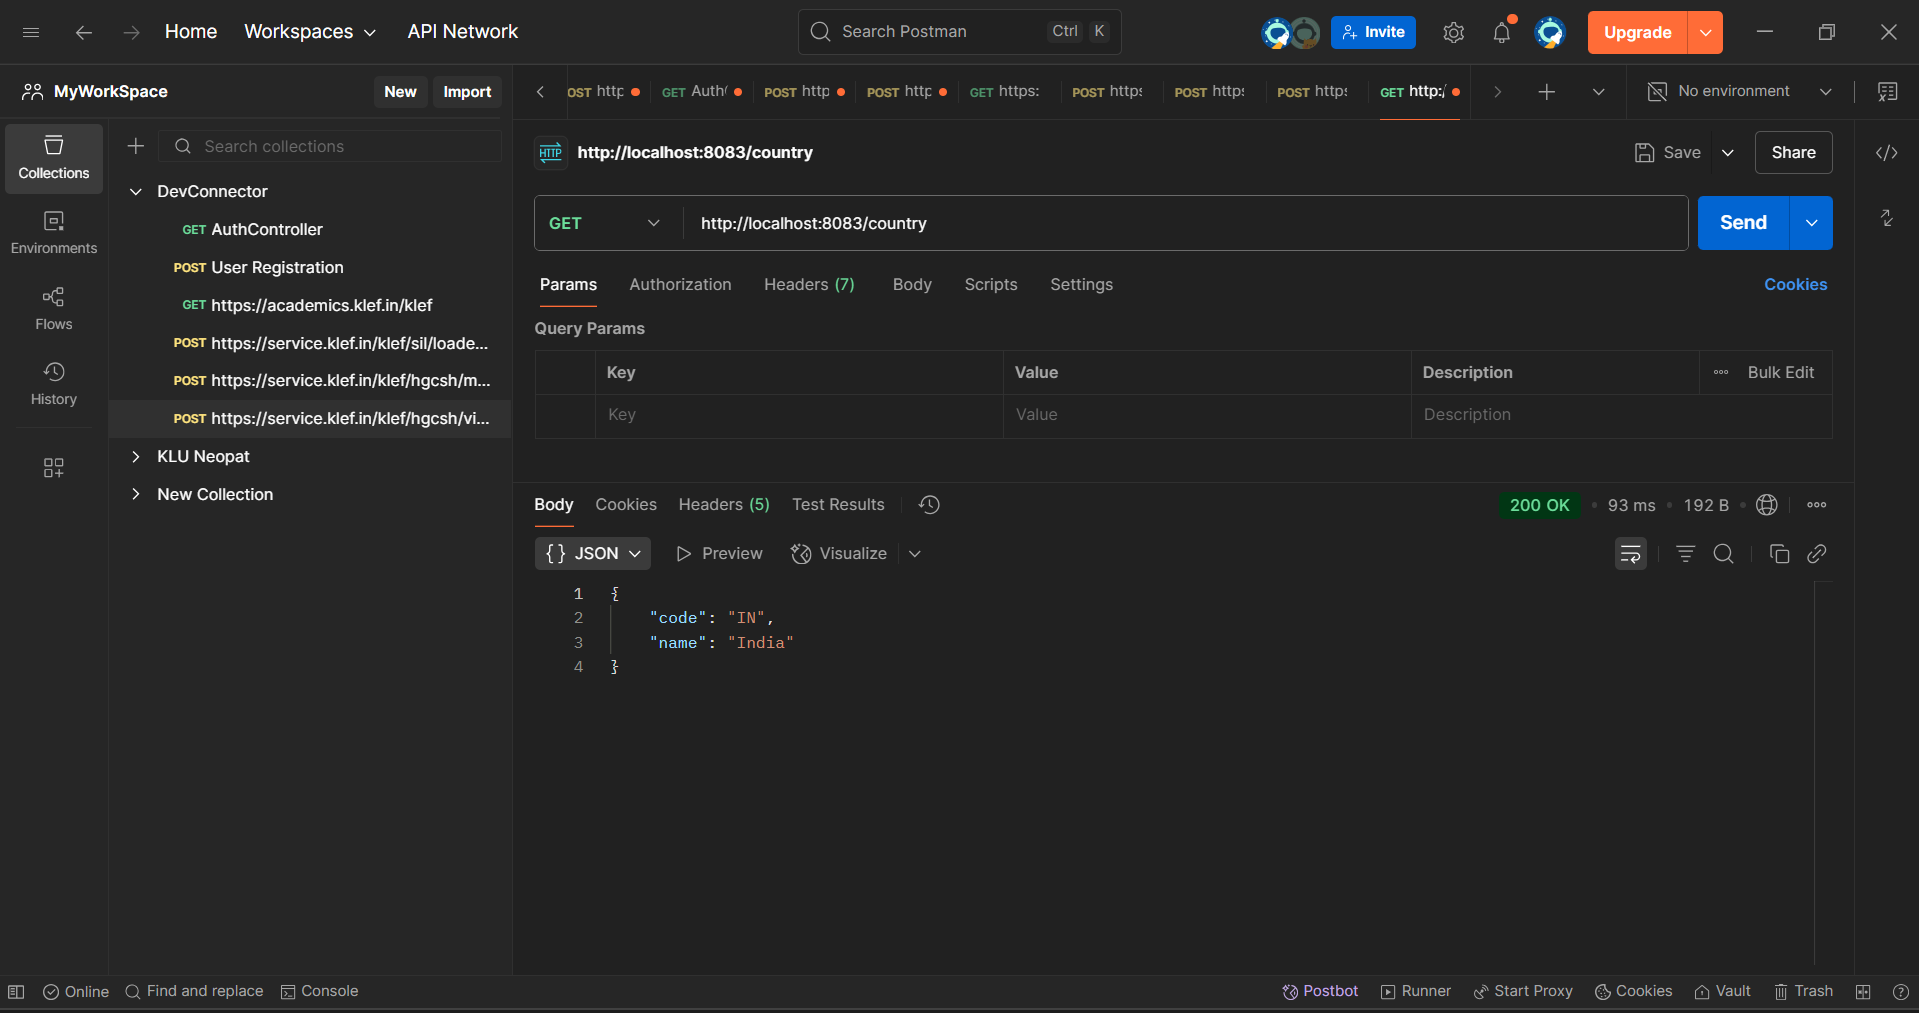 Home Workspaces API Network Search Postman Ctrl K Invite Upgrade
MyWorkSpace New Import
OST http GET Auth POST http POST http GET https: POST https POST https POST https GET http:/ No environment
Collections
Search collections
HTTP http://localhost:8083/country Save Share
DevConnector
GET AuthController
POST User Registration
GET https://academics.klef.in/klef
POST https://service.klef.in/klef/sil/loade...
POST https://service.klef.in/klef/hgcsh/m...
POST https://service.klef.in/klef/hgcsh/vi...
KLU Neopat
New Collection
Environments
Flows
History
GET http://localhost:8083/country Send
Params Authorization Headers (7) Body Scripts Settings Cookies
Query Params
Key Value Description Bulk Edit
Key Value Description
Body Cookies Headers (5) Test Results 200 OK 93 ms 192 B
{} JSON Preview Visualize
1 {
2 "code": "IN",
3 "name": "India"
4 }
Online Find and replace Console Postbot Runner Start Proxy Cookies Vault Trash